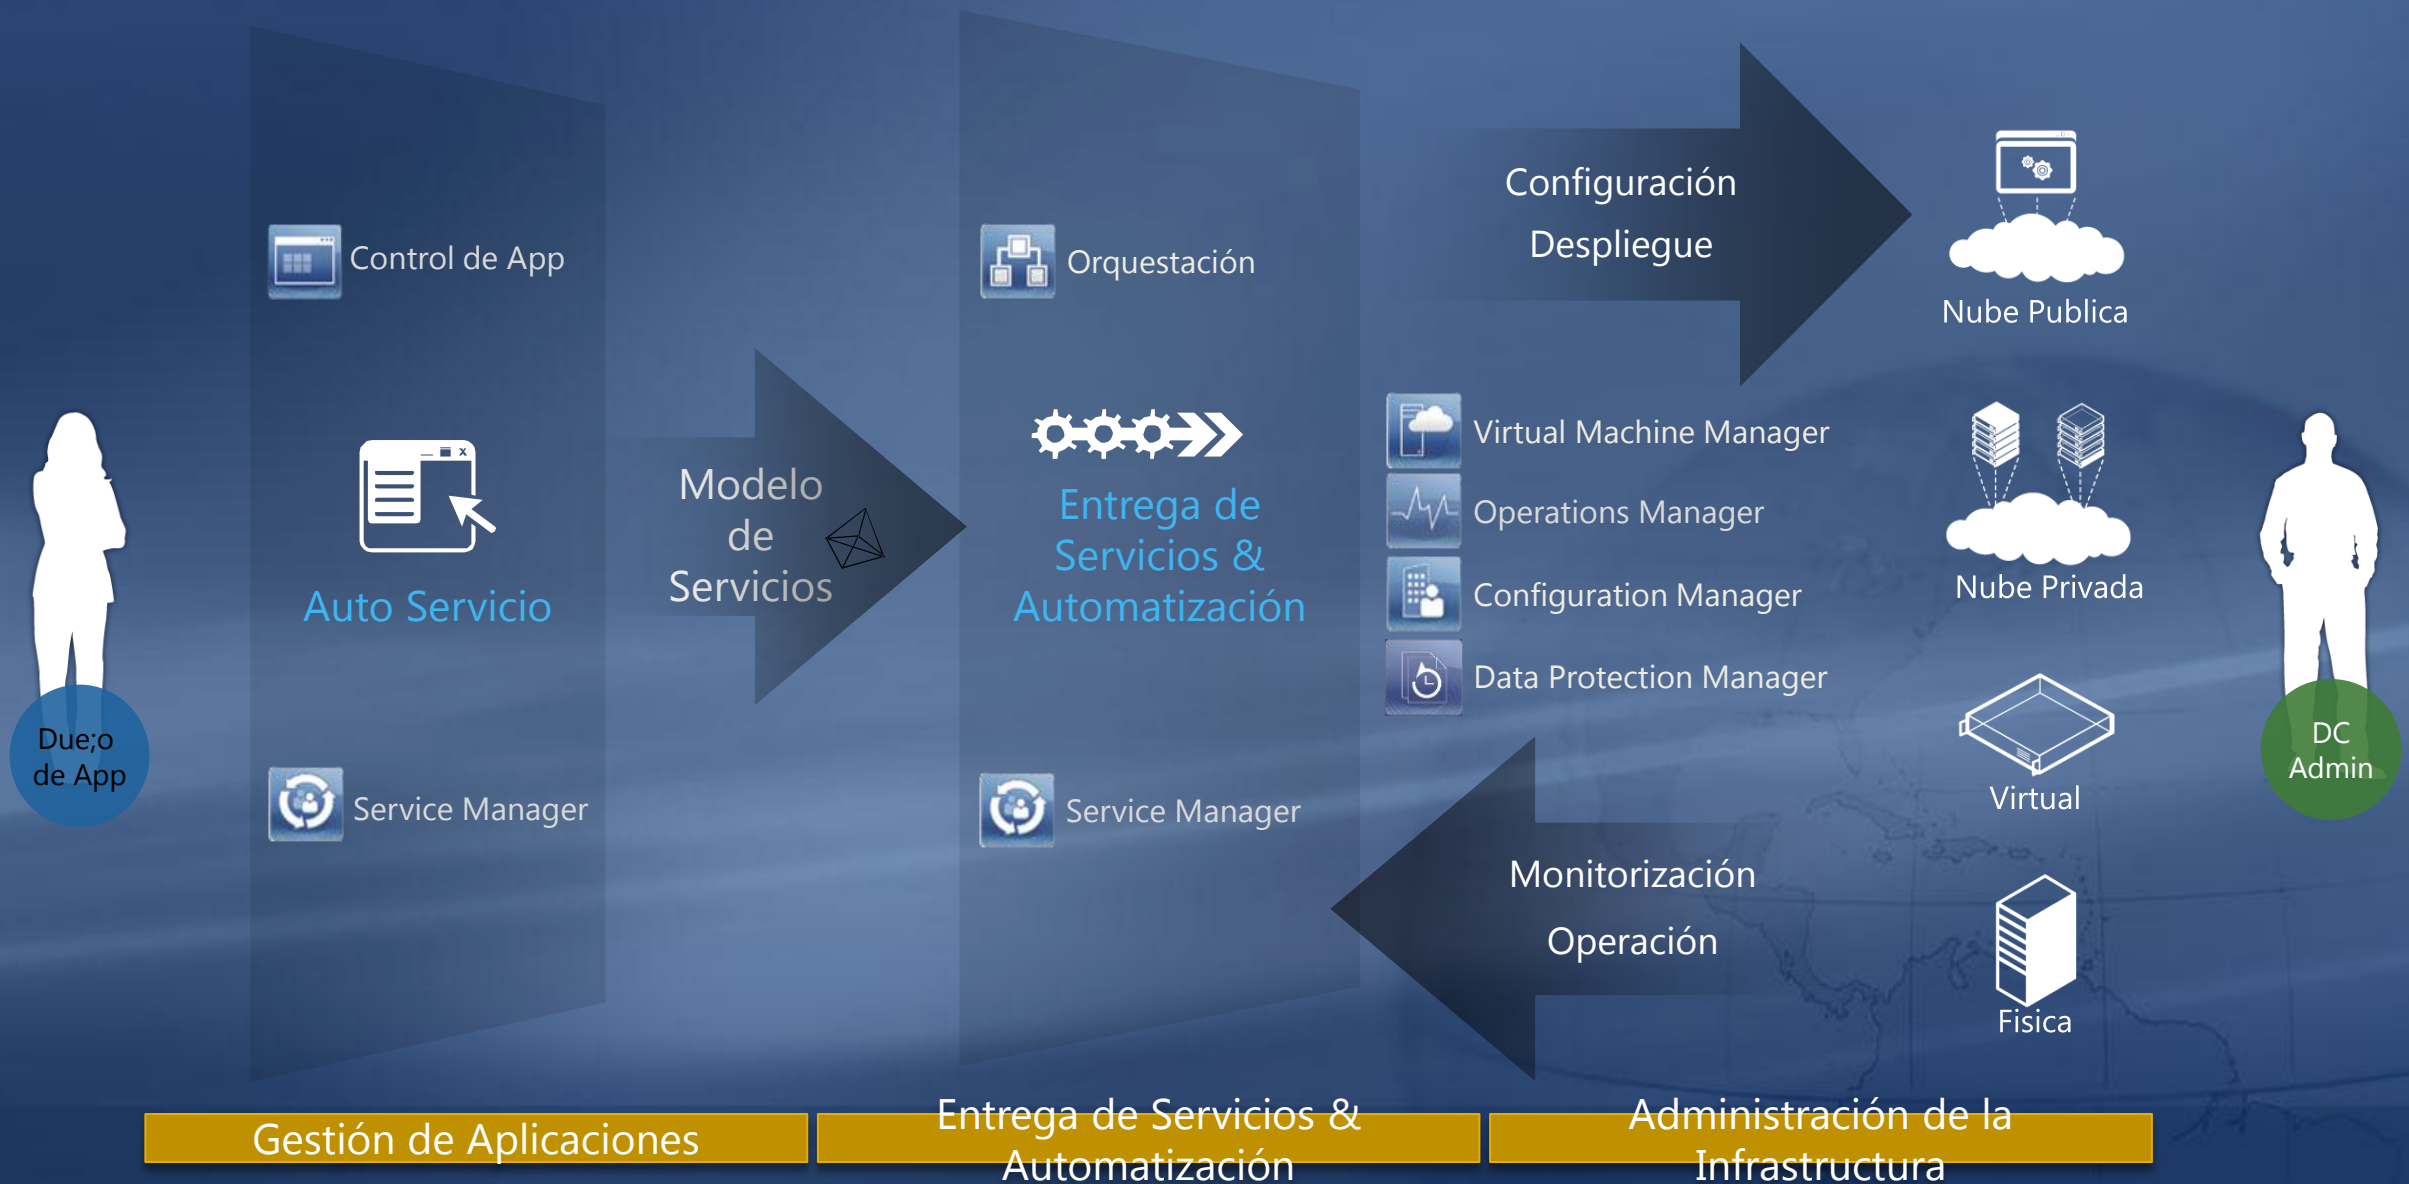 Control de App
Auto Servicio
Service Manager
Due;o
de App
Modelo
de
Servicios
Orquestación
Entrega de
Servicios &
Automatización
Service Manager
Configuración
Despliegue
Virtual Machine Manager
Operations Manager
Configuration Manager
Data Protection Manager
Monitorización
Operación
Nube Publica
Nube Privada
Virtual
Fisica
DC
Admin
Gestión de Aplicaciones
Entrega de Servicios &
Automatización
Administración de la
Infrastructura